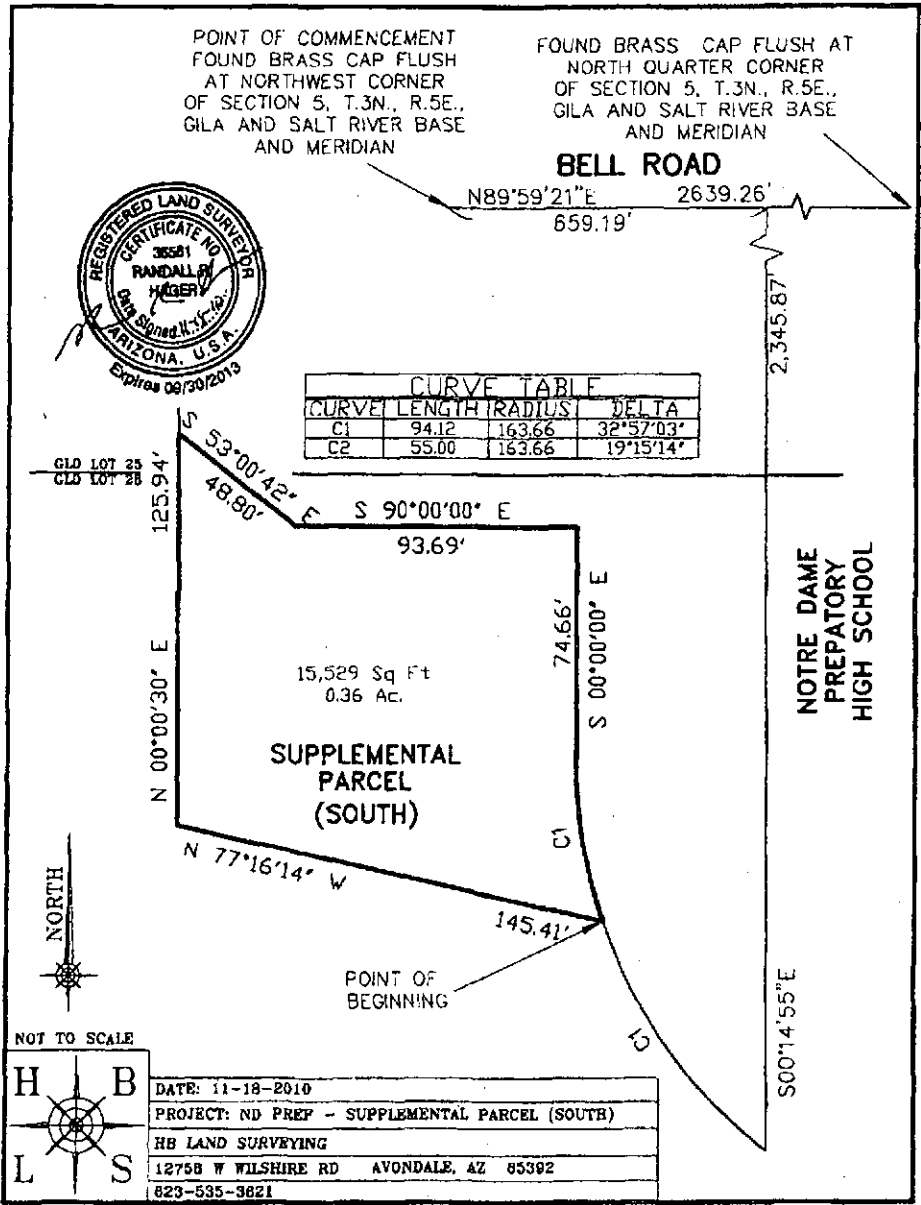 POINT OF COMMENCEMENT
FOUND BRASS CAP FLUSH
AT NORTHWEST CORNER
OF SECTION 5, T.3N., R.5E.,
GILA AND SALT RIVER BASE
AND MERIDIAN
FOUND BRASS CAP FLUSH AT
NORTH QUARTER CORNER
OF SECTION 5, T.3N., R.5E.,
GILA AND SALT RIVER BASE
AND MERIDIAN
BELL ROAD
N89°59'21"E 2639.26'
659.19'
2,345.87'
REGISTERED LAND SURVEYOR
CERTIFICATE NO.
36581
RANDALL R
HAGER
Date Signed
ARIZONA, U.S.A.
Expires 09/30/2013
CURVE TABLE
CURVE LENGTH RADIUS DELTA
C1 94.12 163.66 32°57'03"
C2 55.00 163.66 19°15'14"
GLO LOT 25
GLO LOT 28
125.94'
S 53°00'42" E
48.80'
S 90°00'00" E
93.69'
74.66'
S 00°00'00" E
N 00°00'30" E
15,529 Sq Ft
0.36 Ac.
SUPPLEMENTAL
PARCEL
(SOUTH)
NOTRE DAME
PREPARATORY
HIGH SCHOOL
C1
N 77°16'14" W
145.41'
POINT OF
BEGINNING
S00°14'55"E
NORTH
NOT TO SCALE
H B
L S
DATE: 11-18-2010
PROJECT: ND PREP - SUPPLEMENTAL PARCEL (SOUTH)
HB LAND SURVEYING
12758 W WILSHIRE RD AVONDALE, AZ 85392
623-535-3621